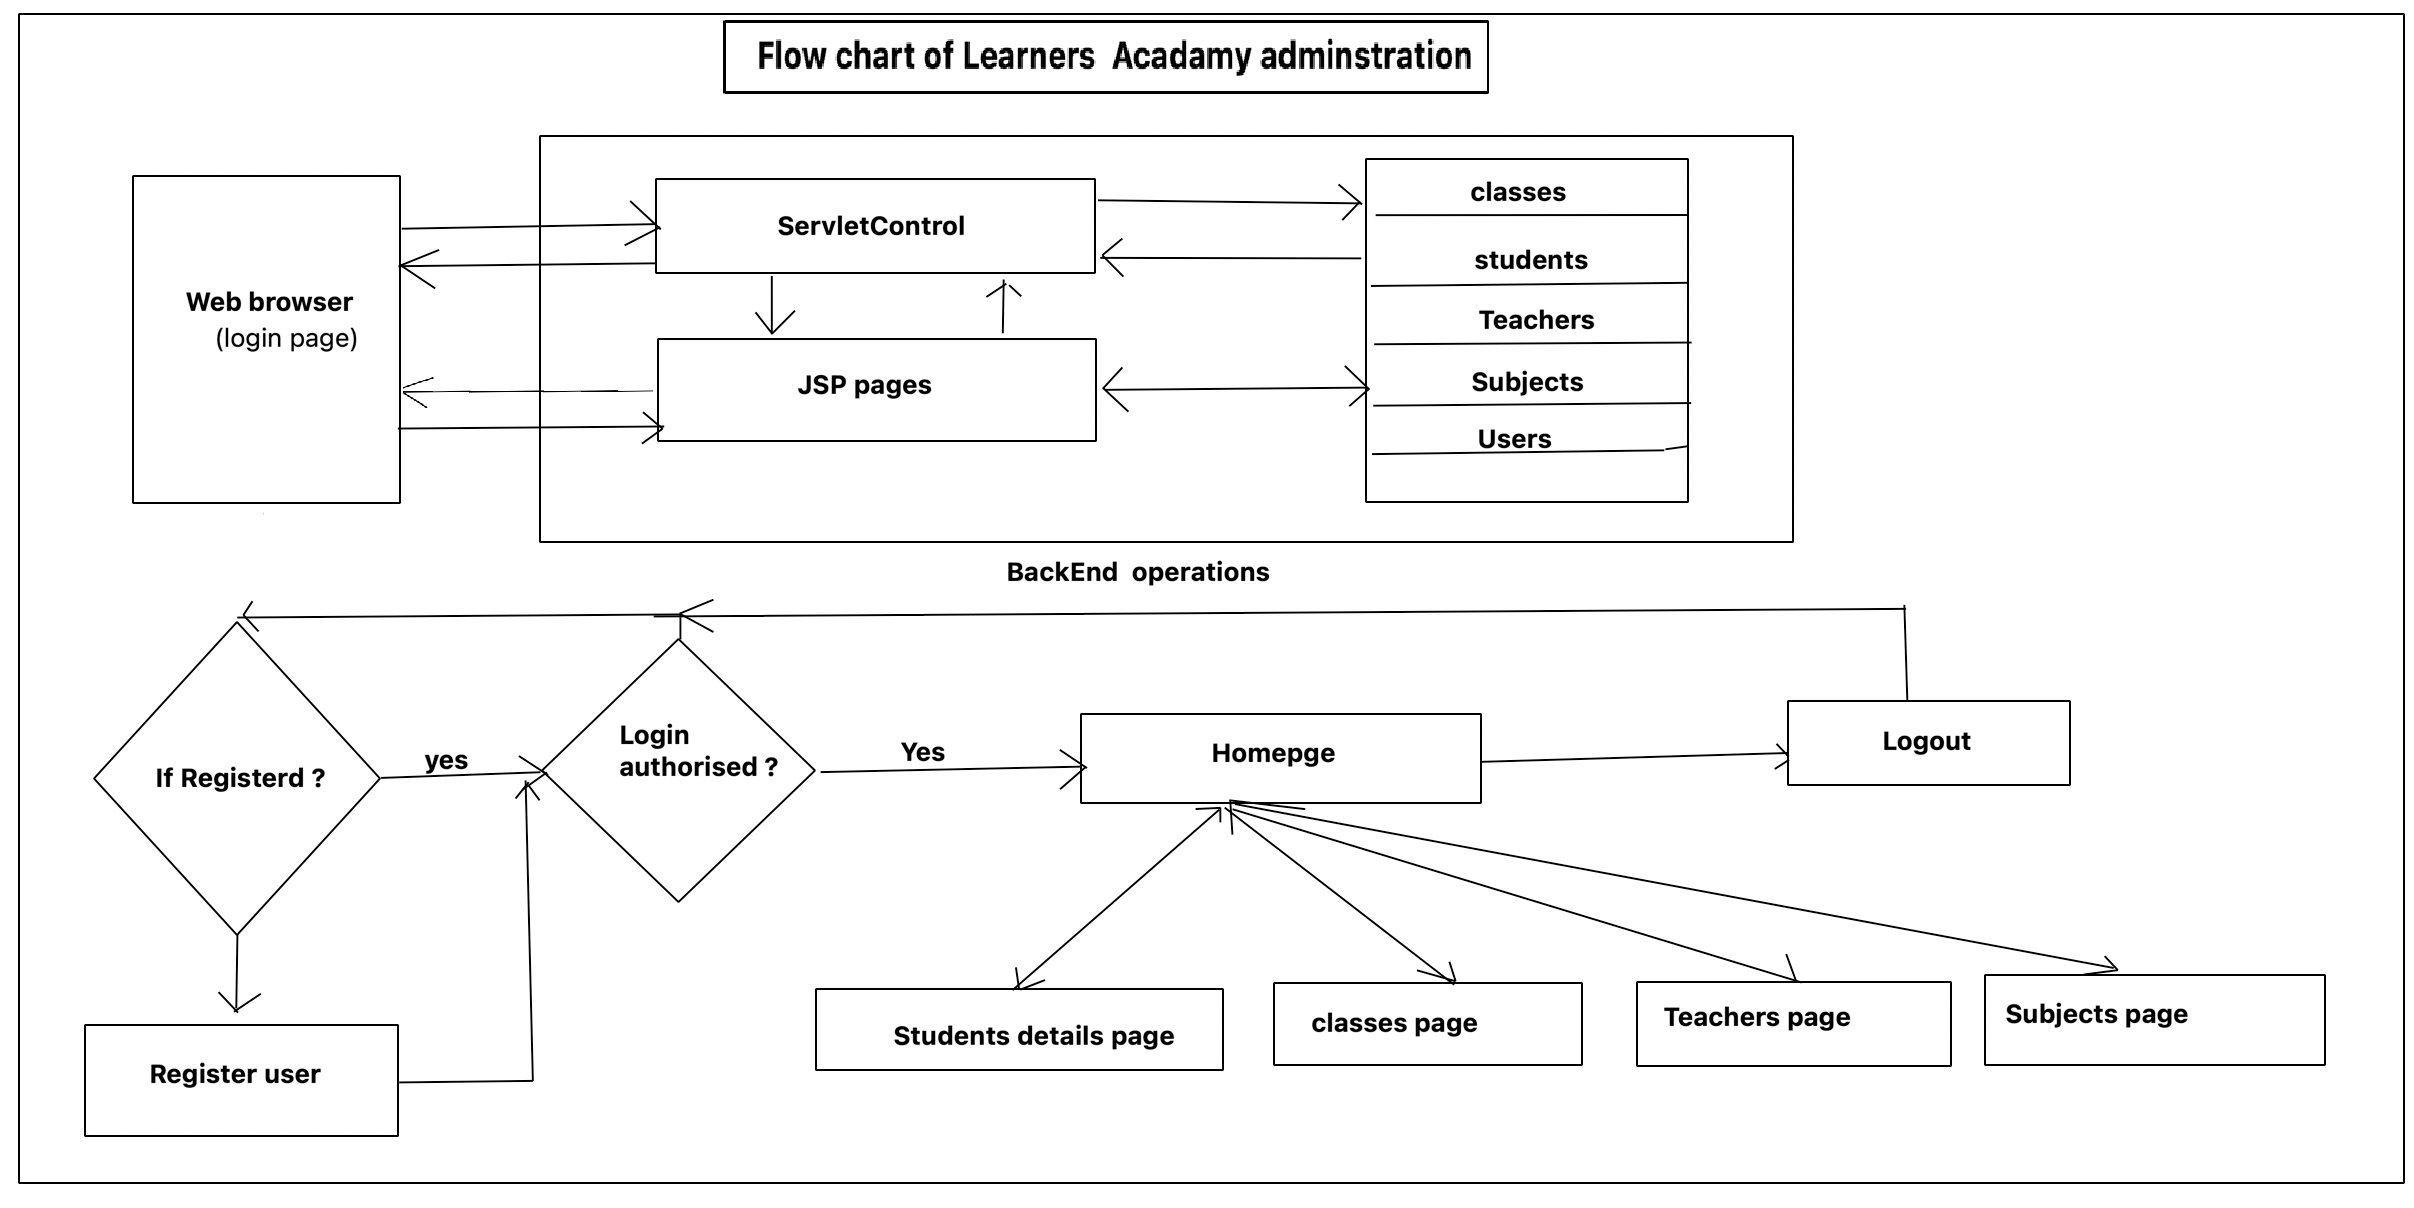 Flow chart of Learners Acadamy adminstration
Web browser
(login page)
ServletControl
JSP pages
classes
students
Teachers
Subjects
Users
BackEnd operations
If Registerd ?
yes
Login
authorised ?
Yes
Homepge
Logout
Register user
Students details page
classes page
Teachers page
Subjects page